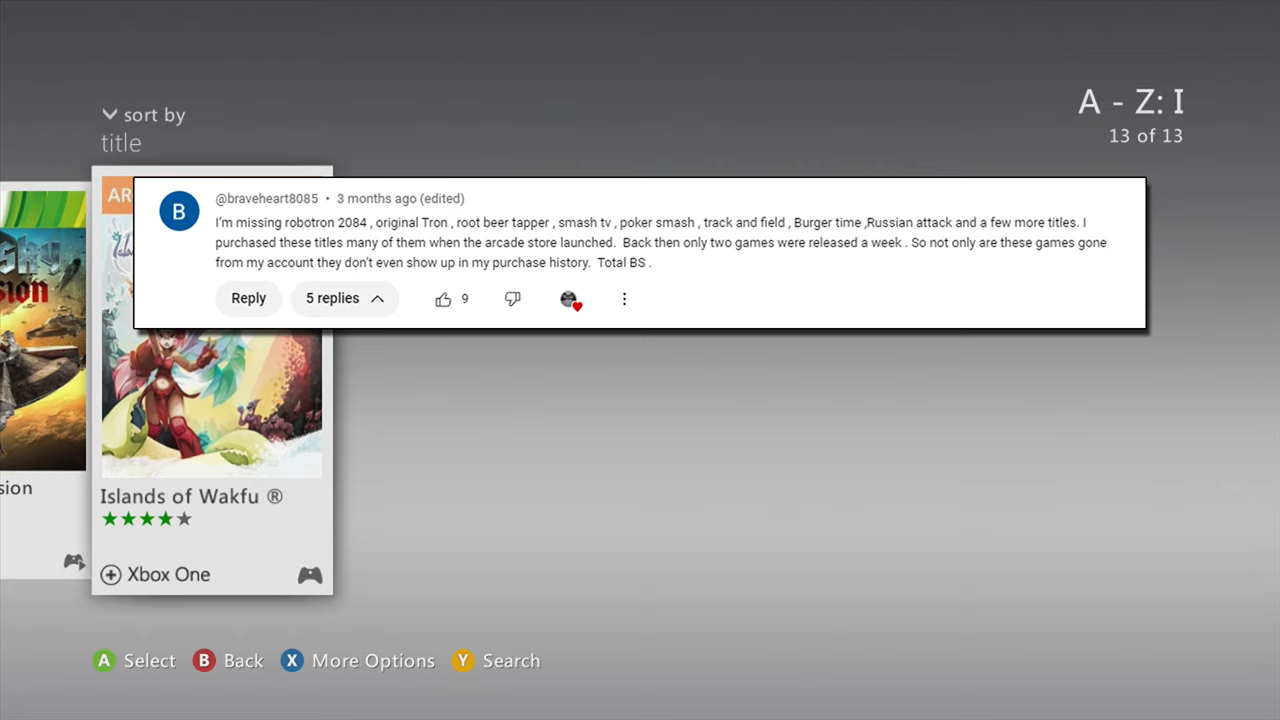 sort by
title
A - Z: I
13 of 13
AR
B
@braveheart8085 • 3 months ago (edited)
I'm missing robotron 2084 , original Tron , root beer tapper , smash tv , poker smash , track and field , Burger time ,Russian attack and a few more titles. I
purchased these titles many of them when the arcade store launched. Back then only two games were released a week . So not only are these games gone
from my account they don't even show up in my purchase history. Total BS .
Reply
5 replies
9
sion
Islands of Wakfu ®
Xbox One
A Select B Back X More Options Y Search